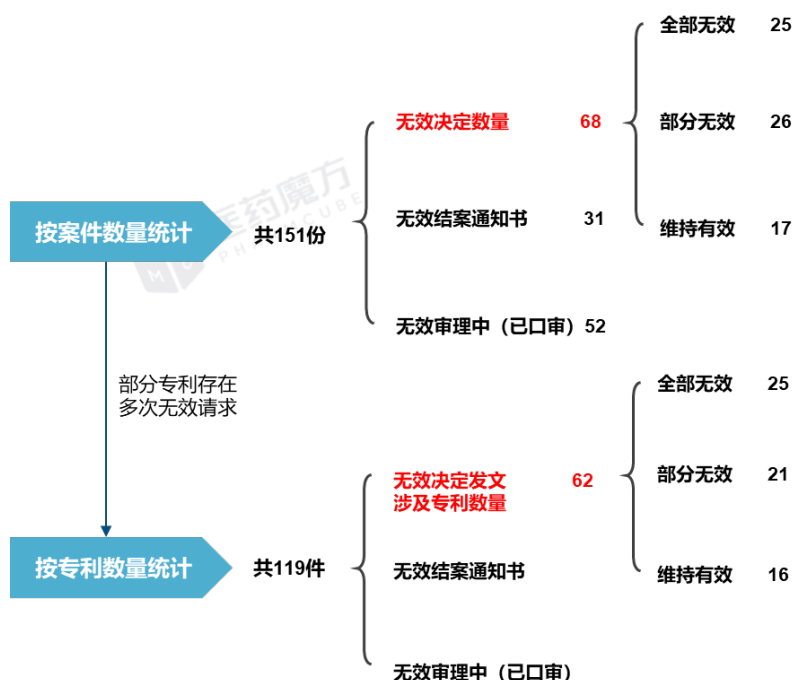 全部无效 25
无效决定数量 68
部分无效 26
医药魔方
PHARMCUBE
按案件数量统计
共151份
无效结案通知书 31
维持有效 17
无效审理中（已口审）52
部分专利存在
多次无效请求
全部无效 25
无效决定发文
涉及专利数量 62
部分无效 21
按专利数量统计
共119件
无效结案通知书
维持有效 16
无效审理中（已口审）